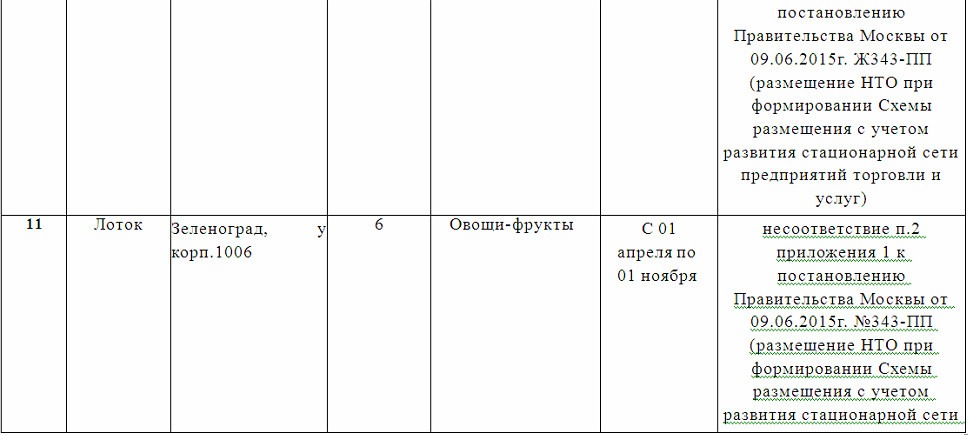 постановлению
Правительства Москвы от
09.06.2015г. Ж343-ПП
(размещение НТО при
формировании Схемы
размещения с учетом
развития стационарной сети
предприятий торговли и
услуг)
11
Лоток
Зеленоград, у
корп.1006
6
Овощи-фрукты
С 01
апреля по
01 ноября
несоответствие п.2
приложения 1 к
постановлению
Правительства Москвы от
09.06.2015г. №343-ПП
(размещение НТО при
формировании Схемы
размещения с учетом
развития стационарной сети